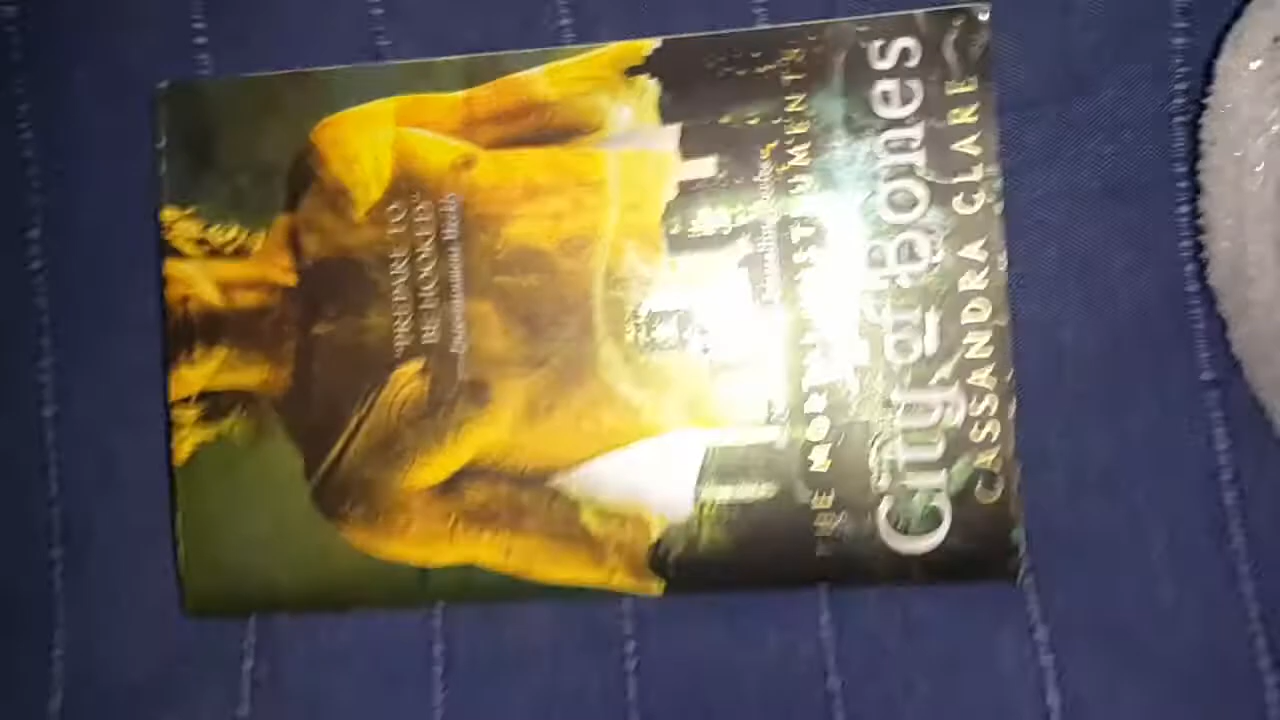 "PREPARE TO
BE HOOKED"
THE MORTAL INSTRUMENTS
City of Bones
CASSANDRA CLARE